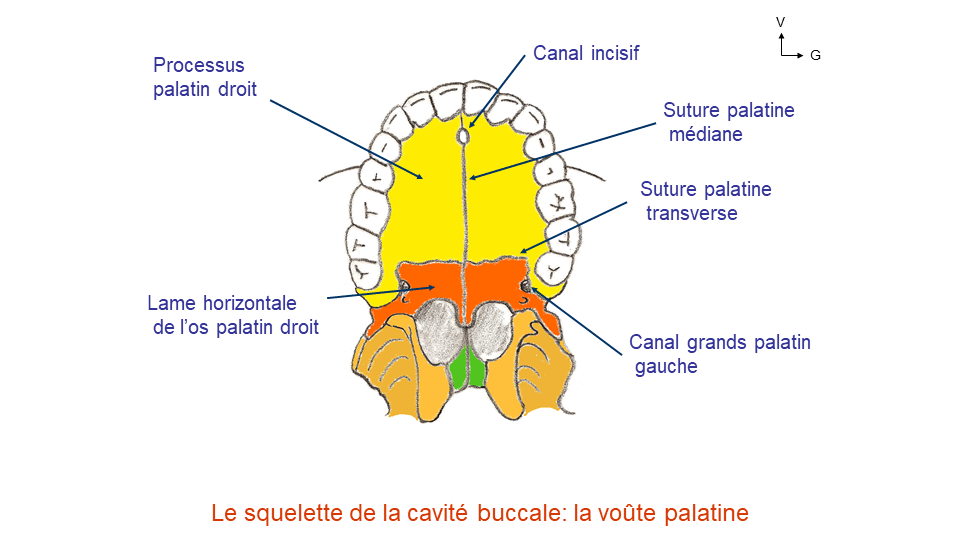 V
G
Canal incisif
Processus
palatin droit
Suture palatine
médiane
Suture palatine
transverse
Lame horizontale
de l’os palatin droit
Canal grands palatin
gauche
Le squelette de la cavité buccale: la voûte palatine